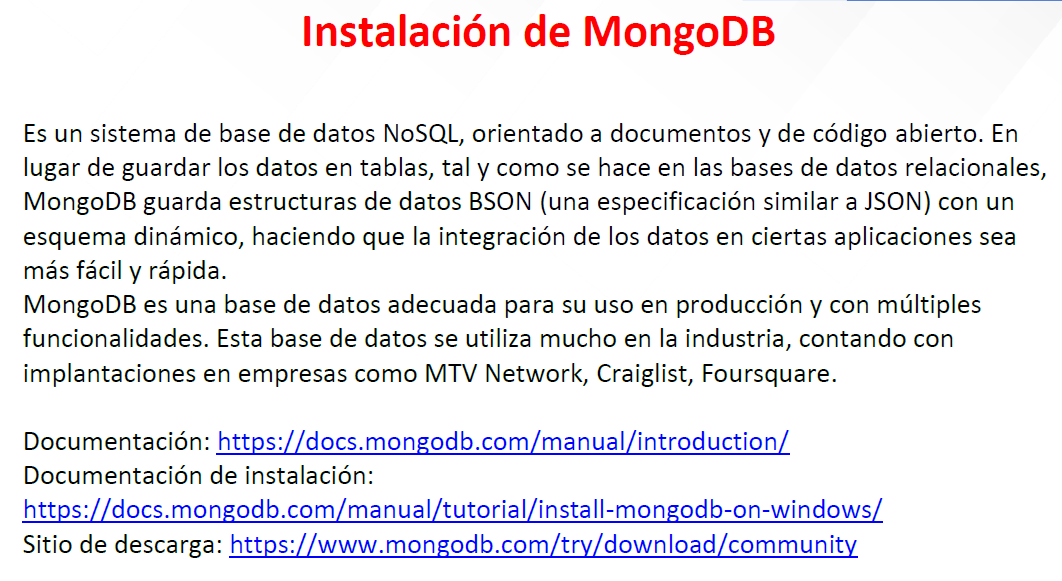 Instalación de MongoDB
Es un sistema de base de datos NoSQL, orientado a documentos y de código abierto. En
lugar de guardar los datos en tablas, tal y como se hace en las bases de datos relacionales,
MongoDB guarda estructuras de datos BSON (una especificación similar a JSON) con un
esquema dinámico, haciendo que la integración de los datos en ciertas aplicaciones sea
más fácil y rápida.
MongoDB es una base de datos adecuada para su uso en producción y con múltiples
funcionalidades. Esta base de datos se utiliza mucho en la industria, contando con
implantaciones en empresas como MTV Network, Craiglist, Foursquare.
Documentación: https://docs.mongodb.com/manual/introduction/
Documentación de instalación:
https://docs.mongodb.com/manual/tutorial/install-mongodb-on-windows/
Sitio de descarga: https://www.mongodb.com/try/download/community